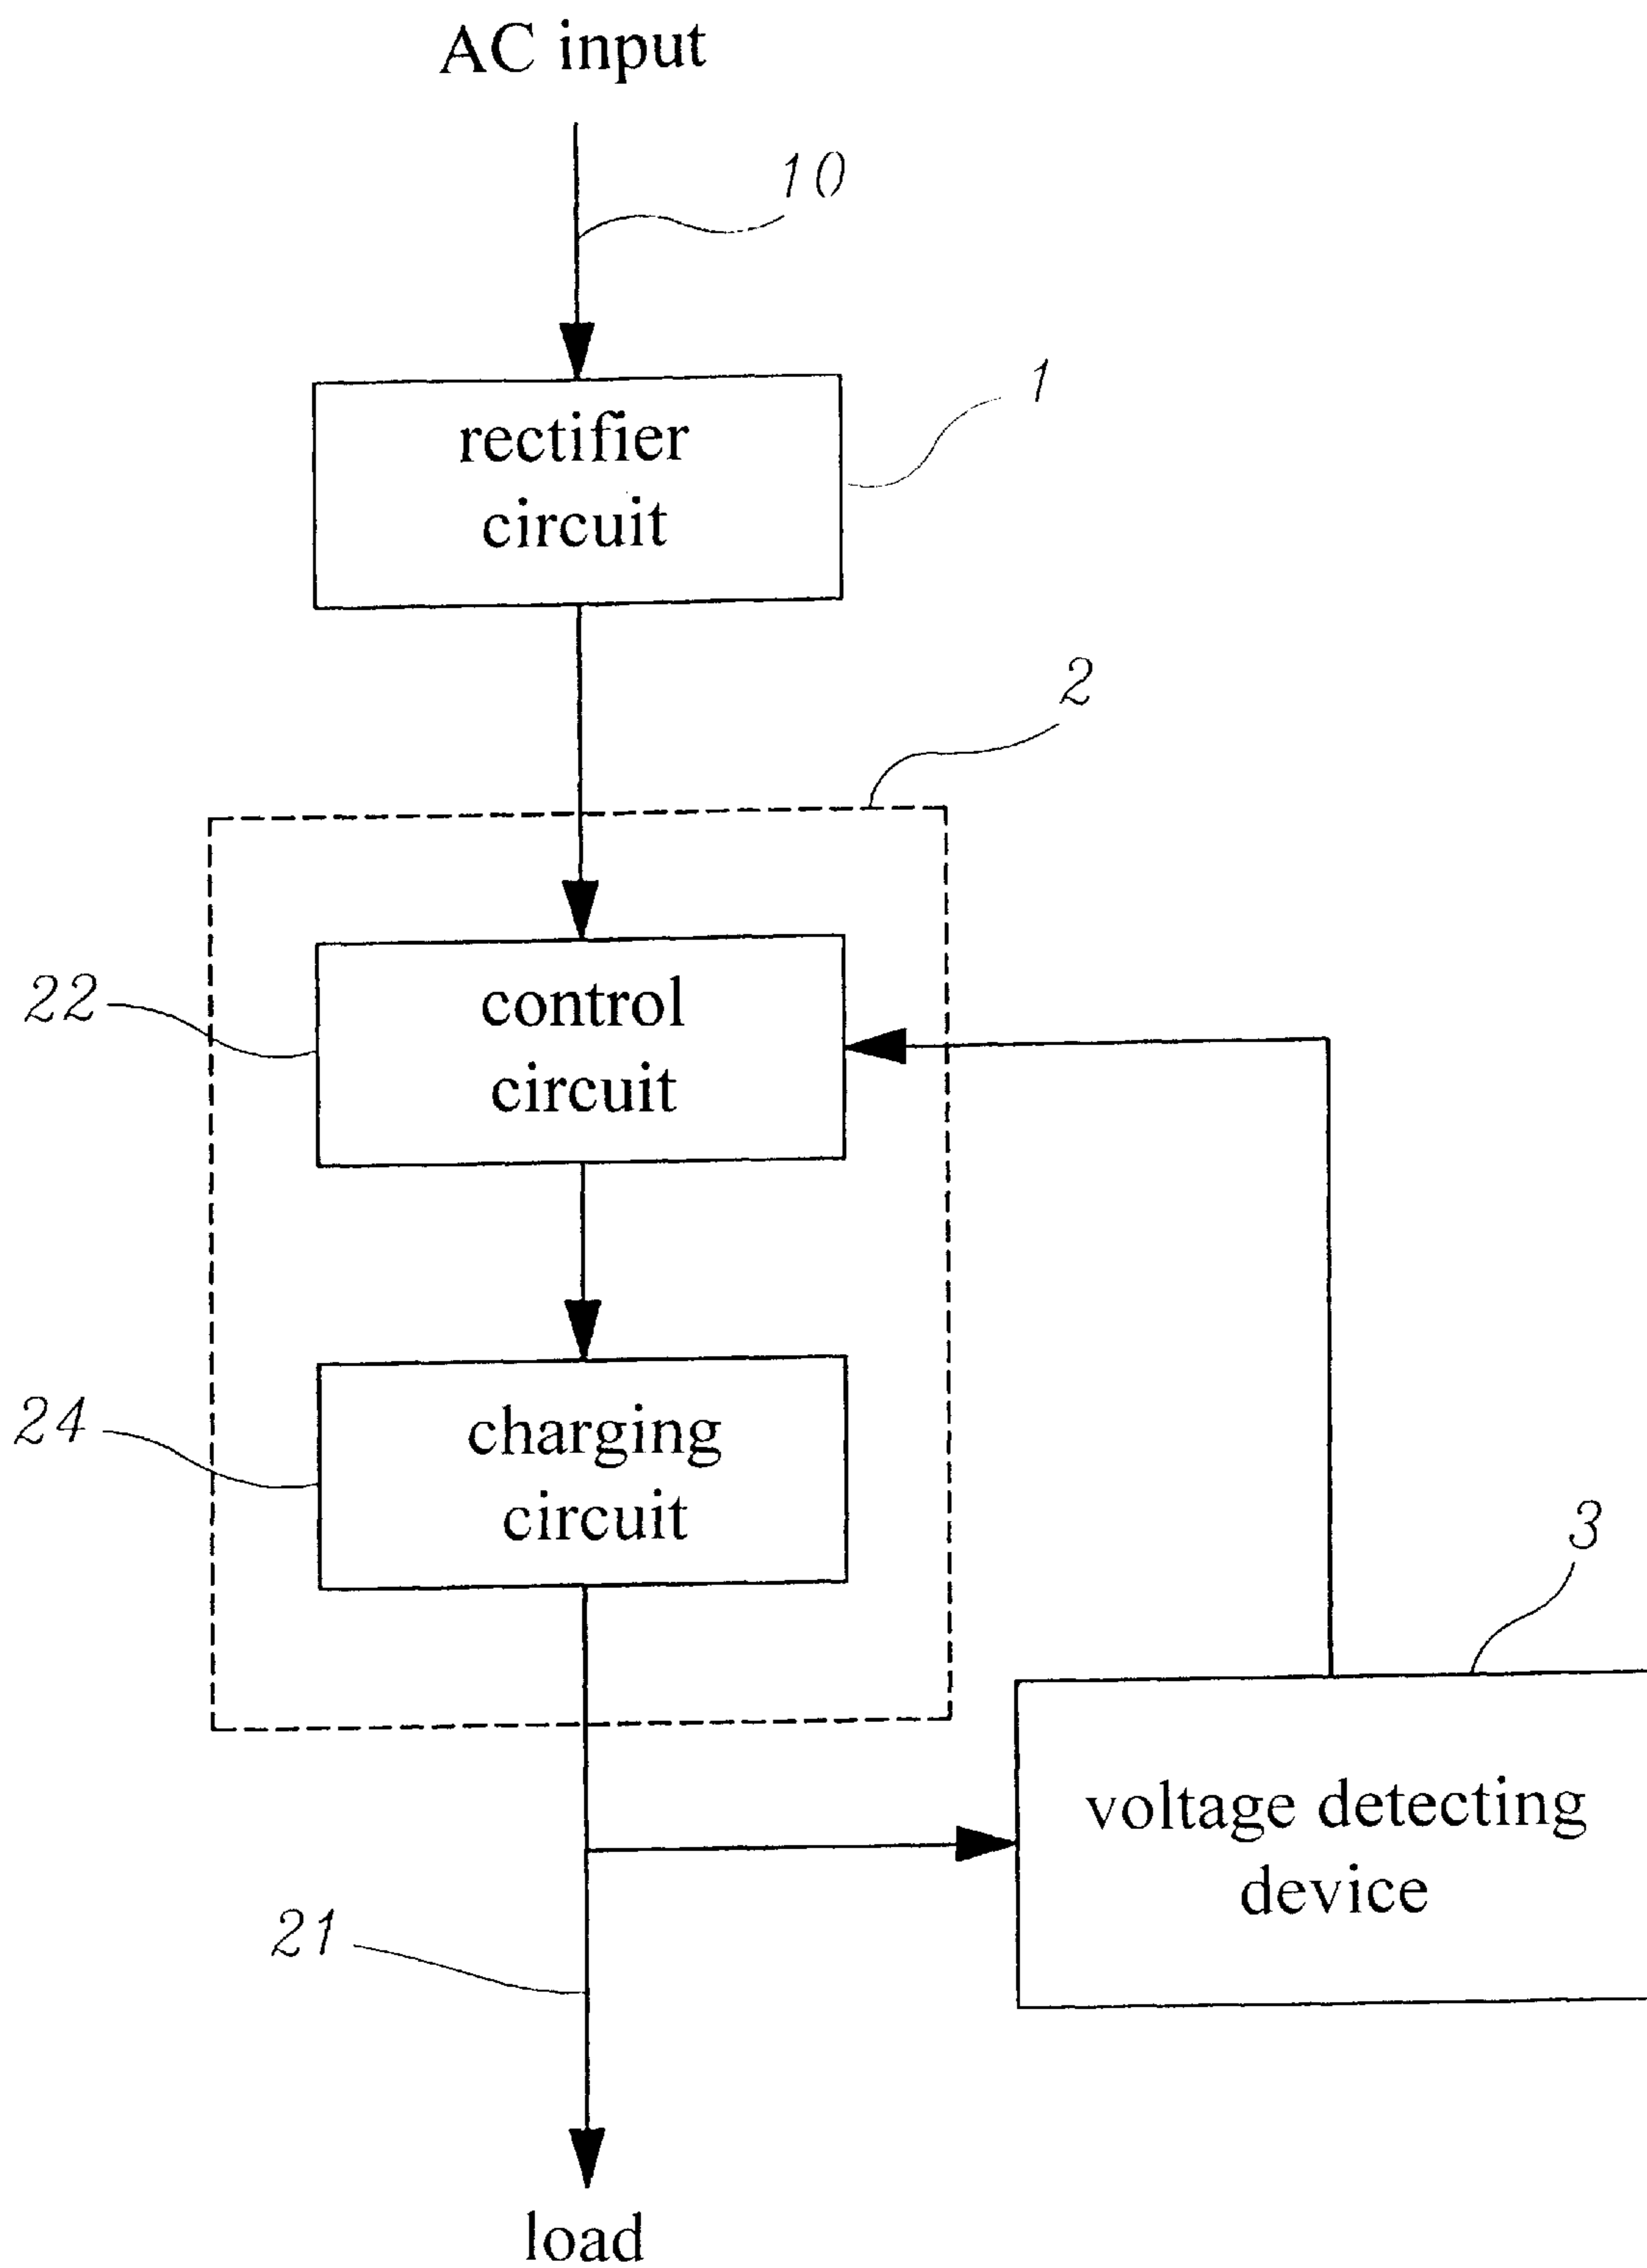 AC input
10
rectifier
circuit
1
2
22
control
circuit
24
charging
circuit
3
voltage detecting
device
21
load